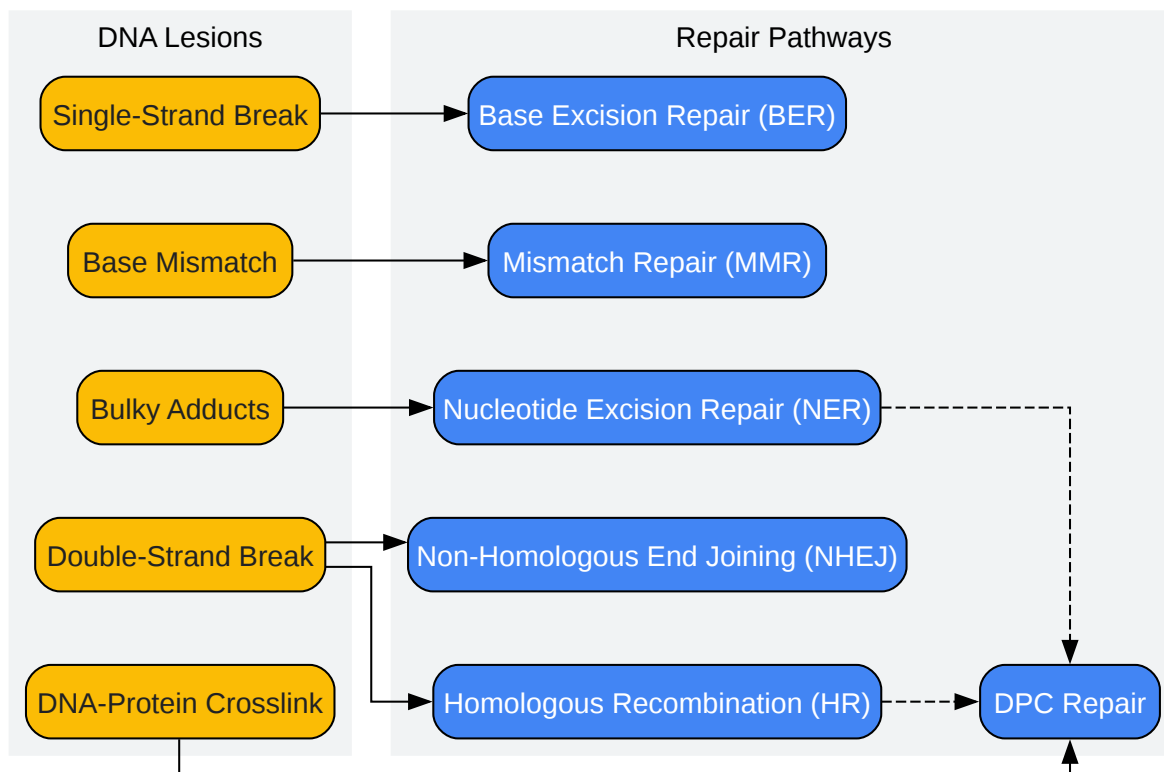 DNA Lesions
Repair Pathways
Single-Strand Break
Base Excision Repair (BER)
Base Mismatch
Mismatch Repair (MMR)
Bulky Adducts
Nucleotide Excision Repair (NER)
Double-Strand Break
Non-Homologous End Joining (NHEJ)
DNA-Protein Crosslink
Homologous Recombination (HR)
DPC Repair